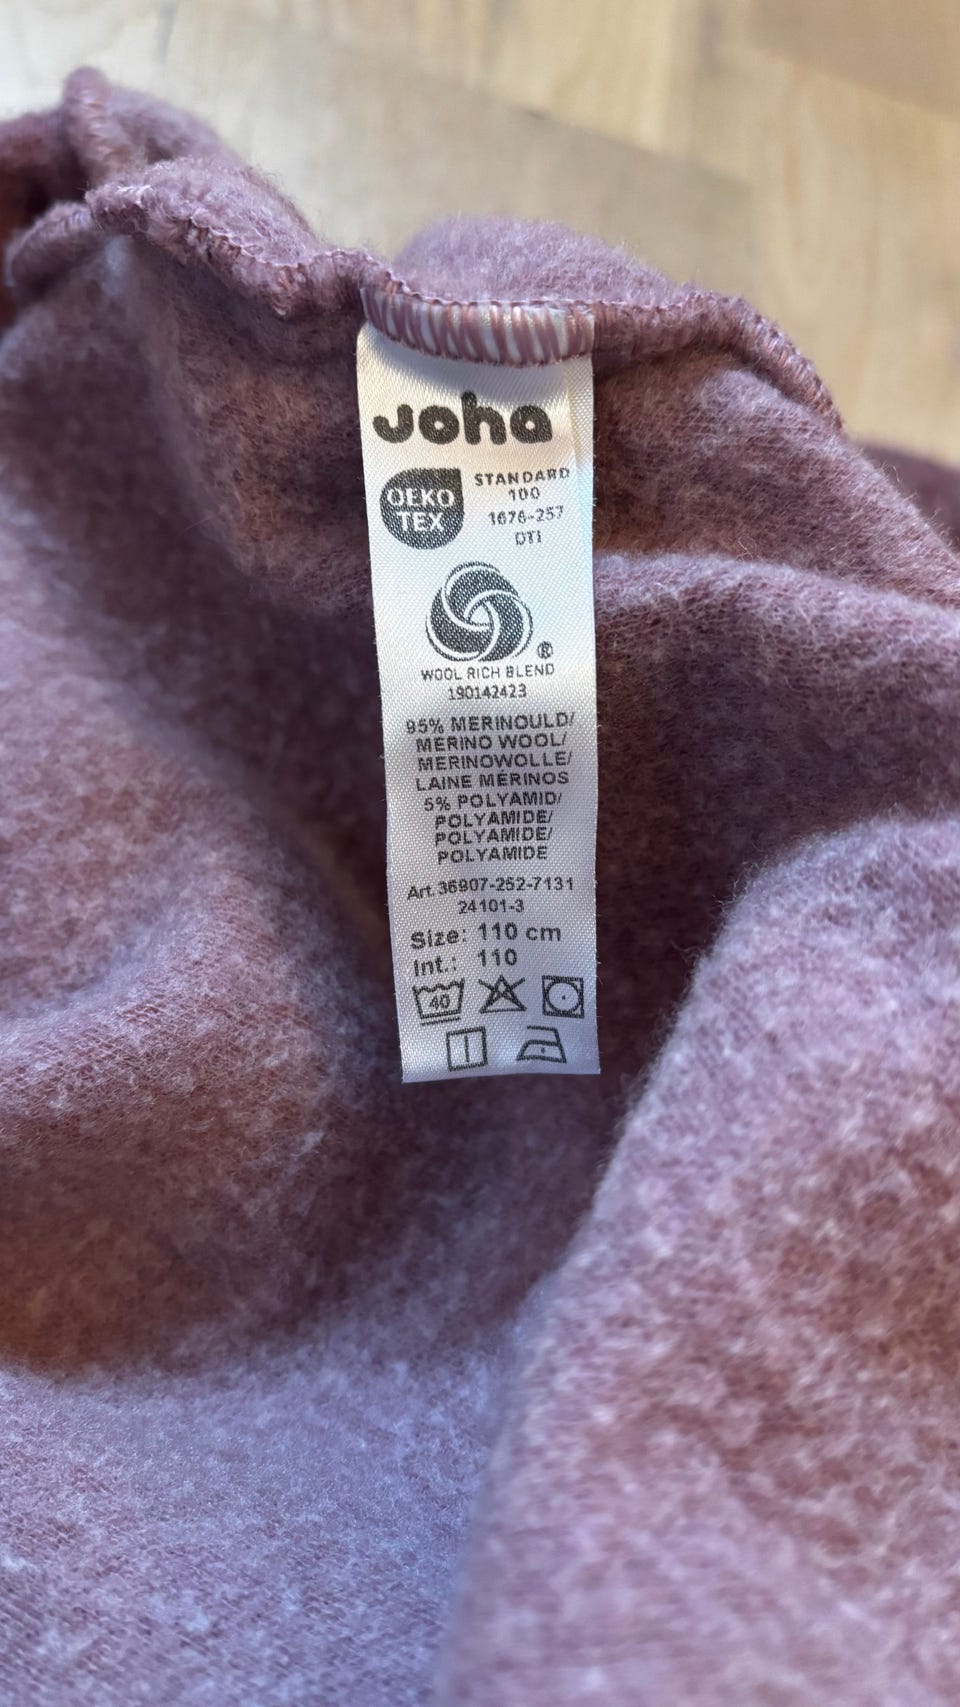 Joha
OEKO
TEX
STANDARD
100
1676-257
DTI
®
WOOL RICH BLEND
190142423
95% MERINOULD/
MERINO WOOL/
MERINOWOLLE/
LAINE MÉRINOS
5% POLYAMID/
POLYAMIDE/
POLYAMIDE/
POLYAMIDE
Art.36907-252-7131
24101-3
Size: 110 cm
Int.: 110
40